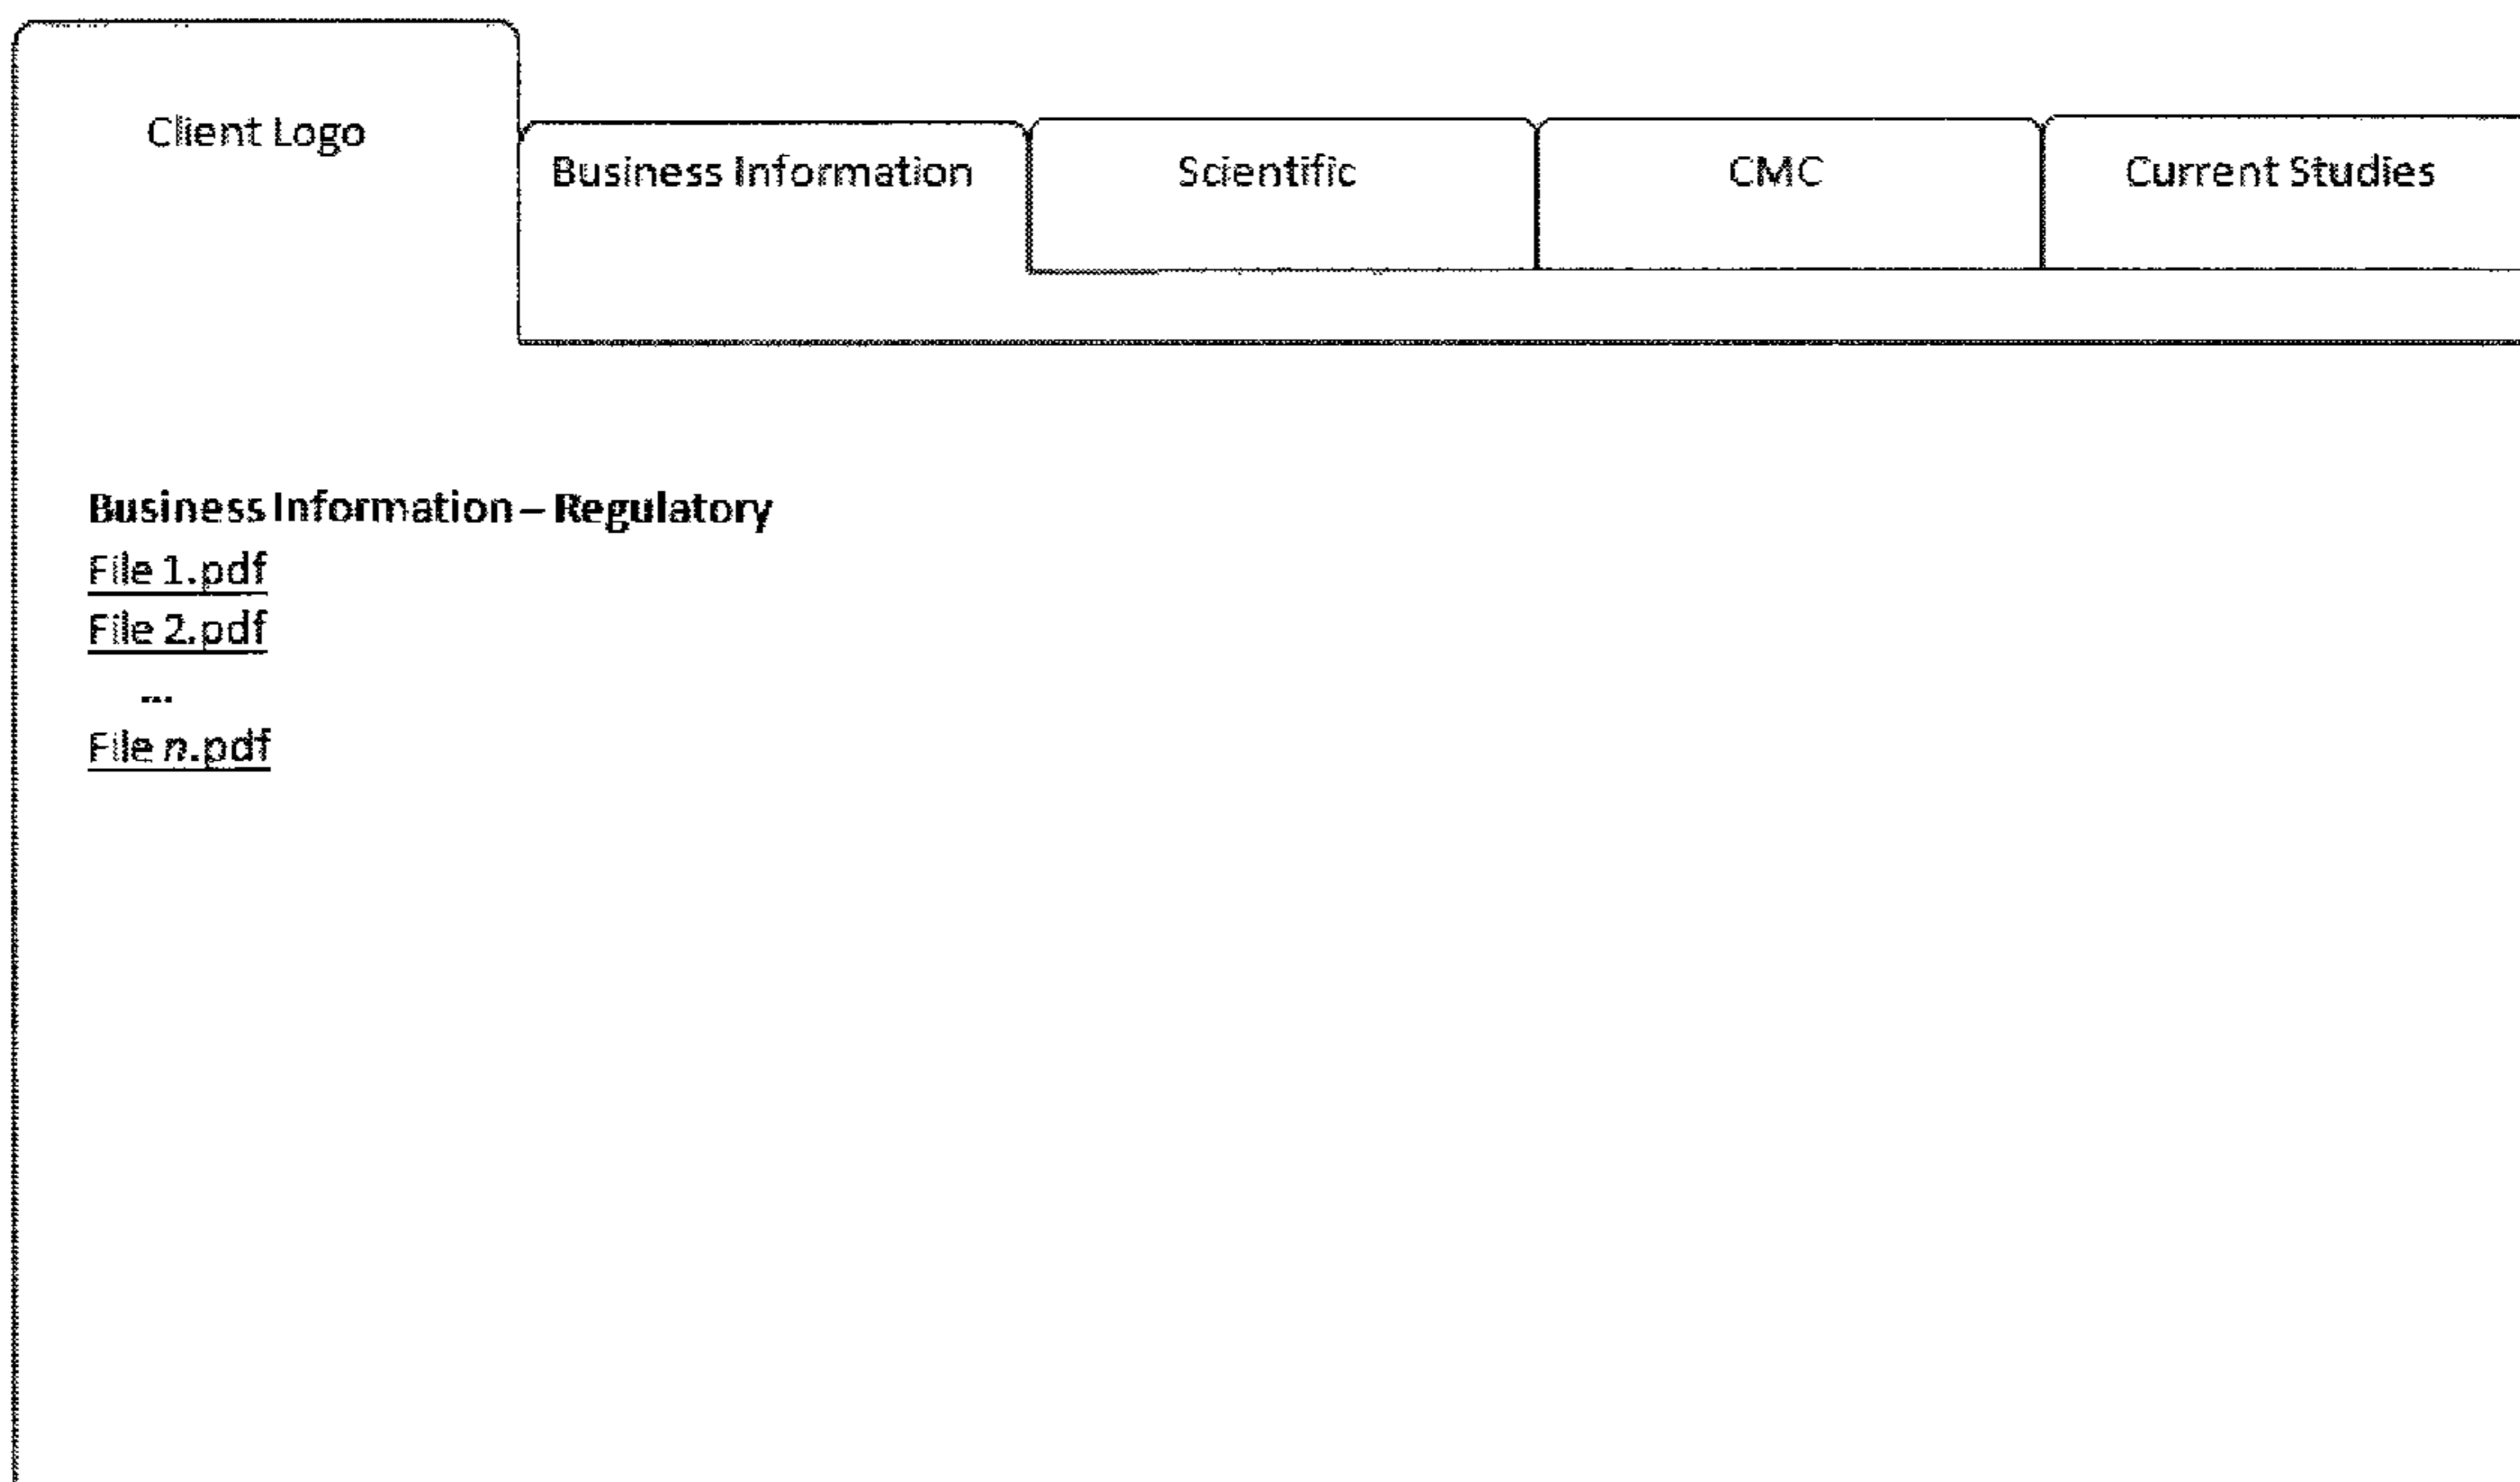 Client Logo
Business Information
Scientific
CMC
Current Studies
Business Information – Regulatory
File 1.pdf
File 2.pdf
...
File n.pdf